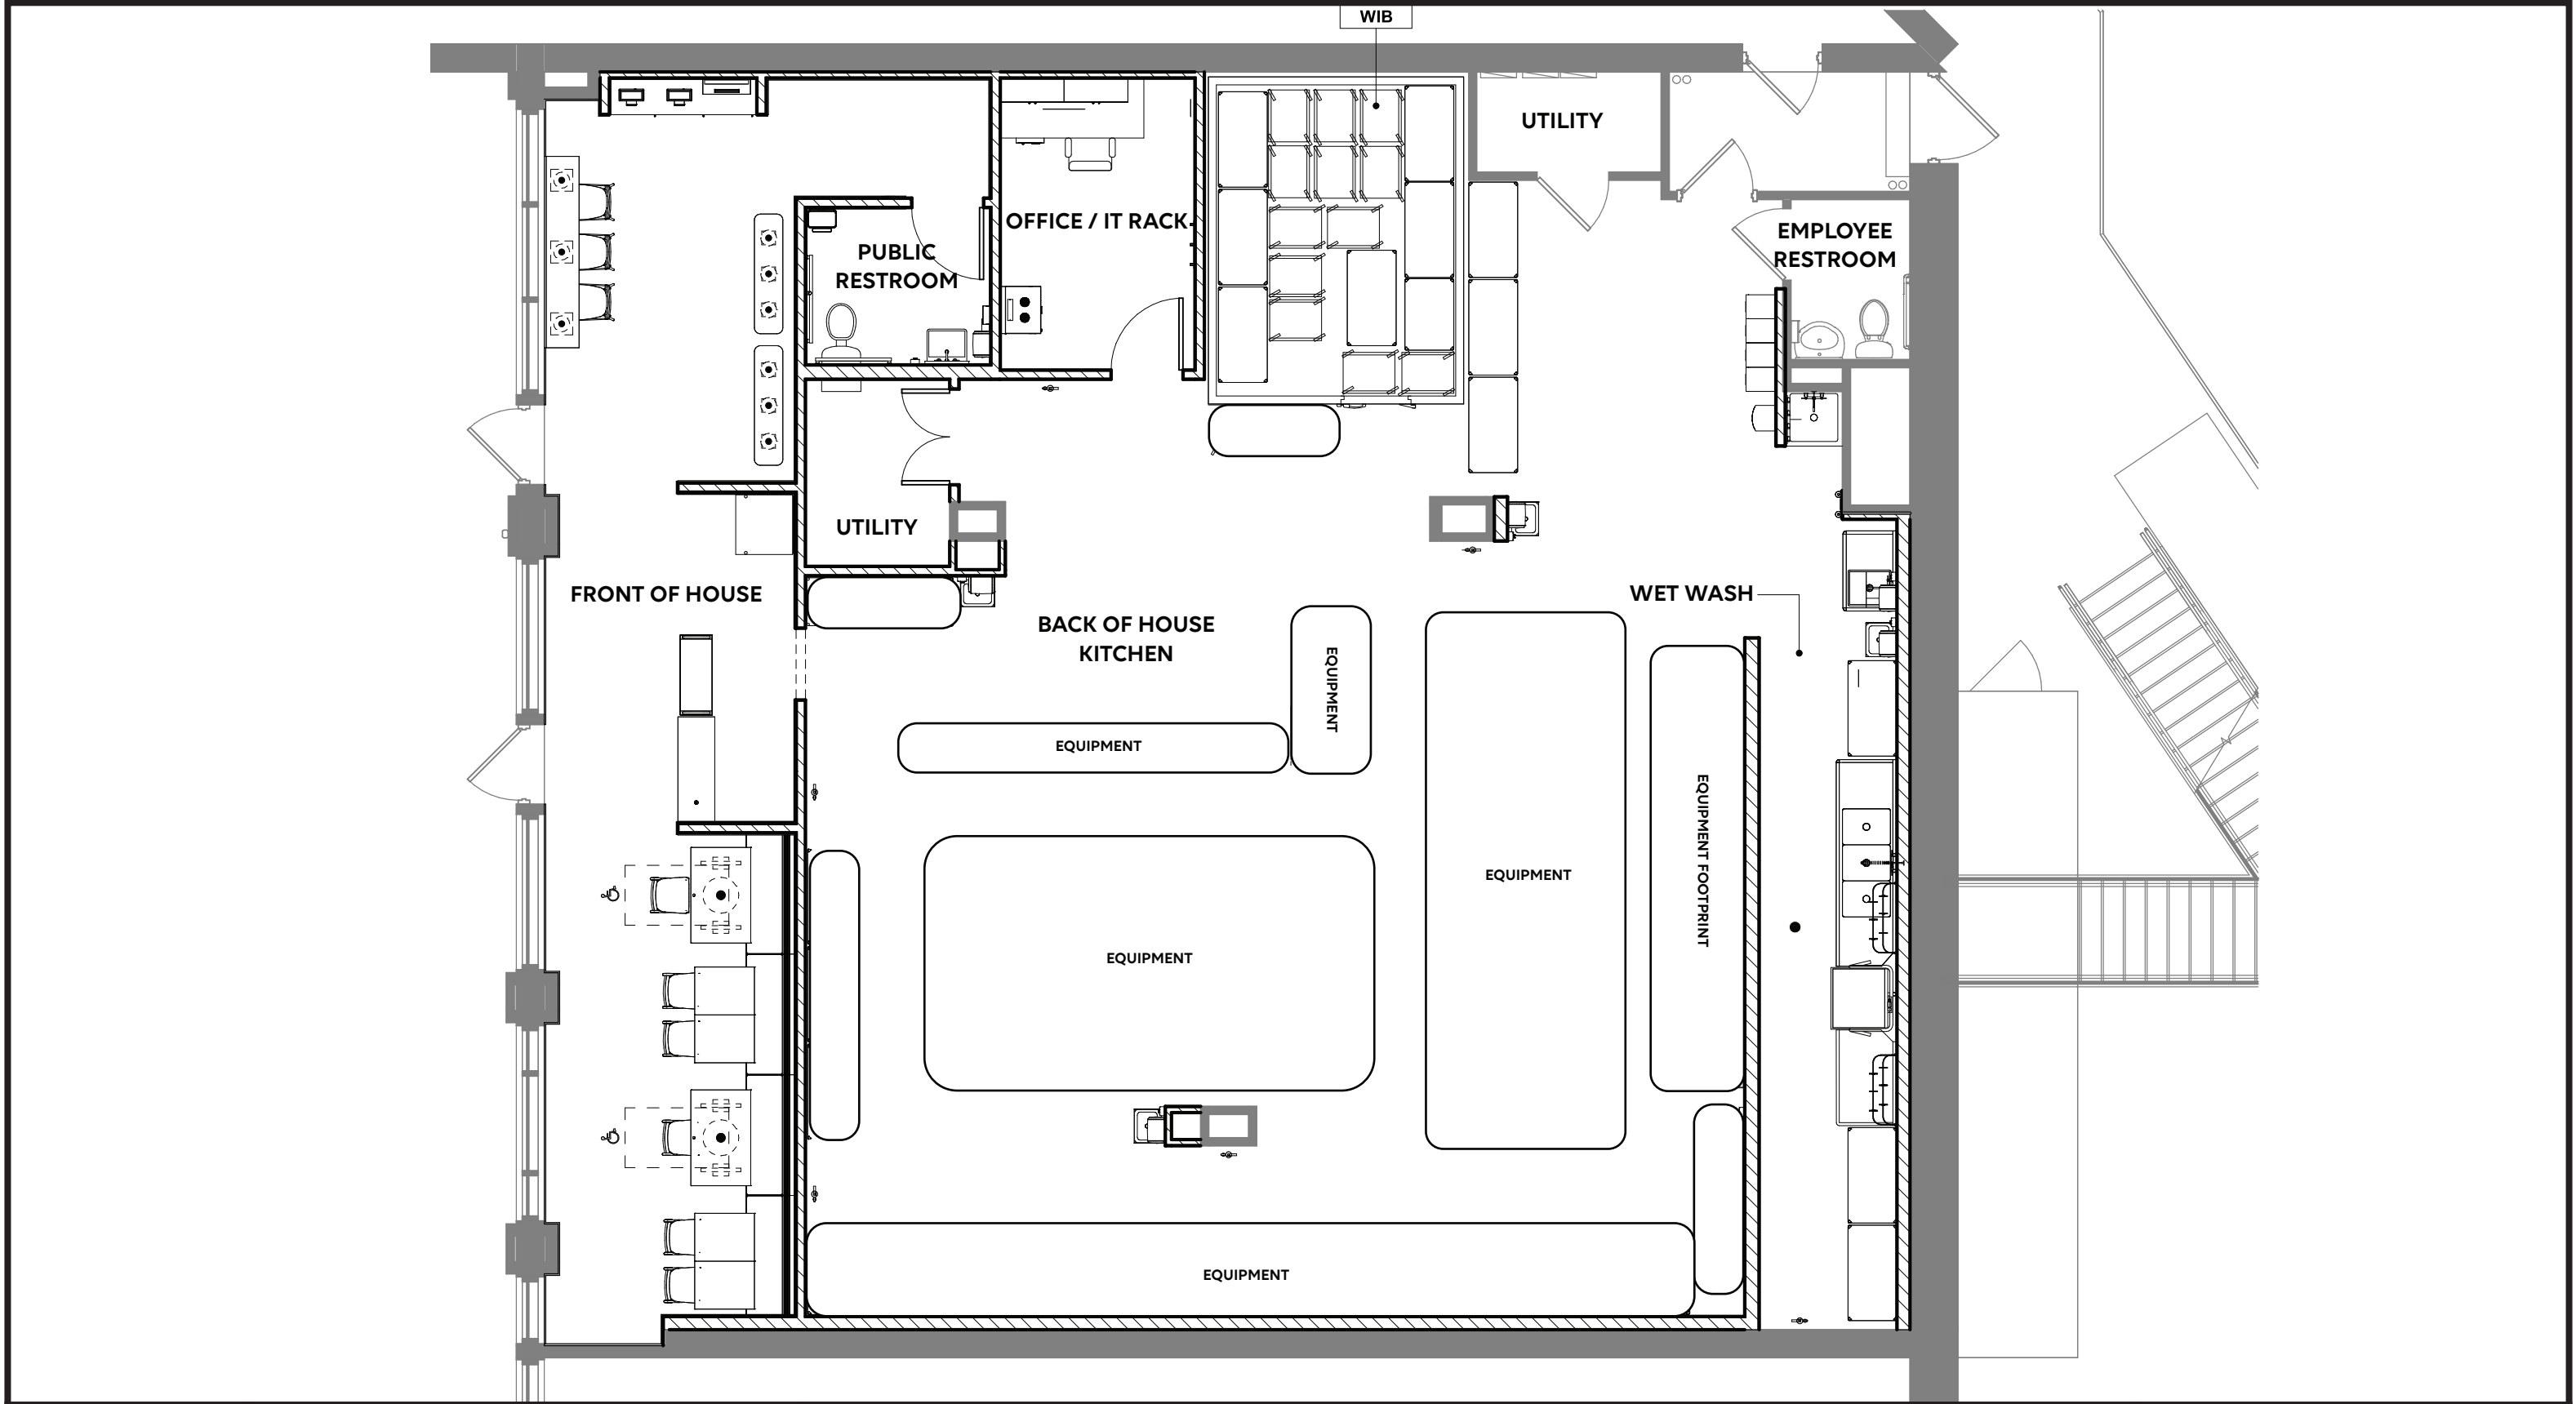 WIB
UTILITY
OFFICE / IT RACK
EMPLOYEE
RESTROOM
PUBLIC
RESTROOM
UTILITY
FRONT OF HOUSE
WET WASH
BACK OF HOUSE
KITCHEN
EQUIPMENT
EQUIPMENT
EQUIPMENT FOOTPRINT
EQUIPMENT
EQUIPMENT
EQUIPMENT